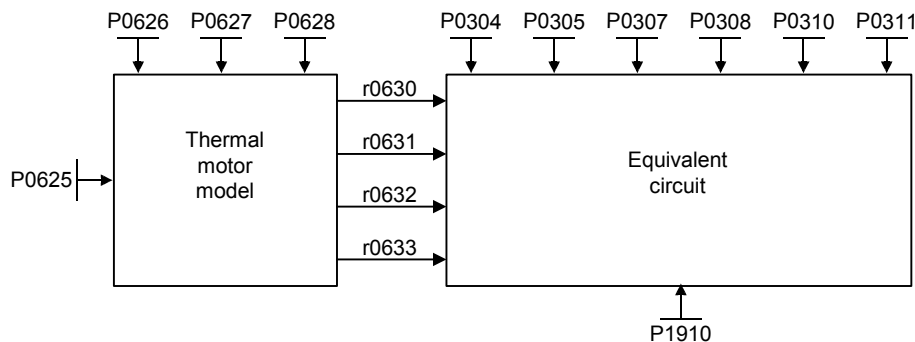 P0626 P0627 P0628 P0304 P0305 P0307 P0308 P0310 P0311
r0630
Thermal
motor
model
r0631
Equivalent
circuit
P0625
r0632
r0633
P1910